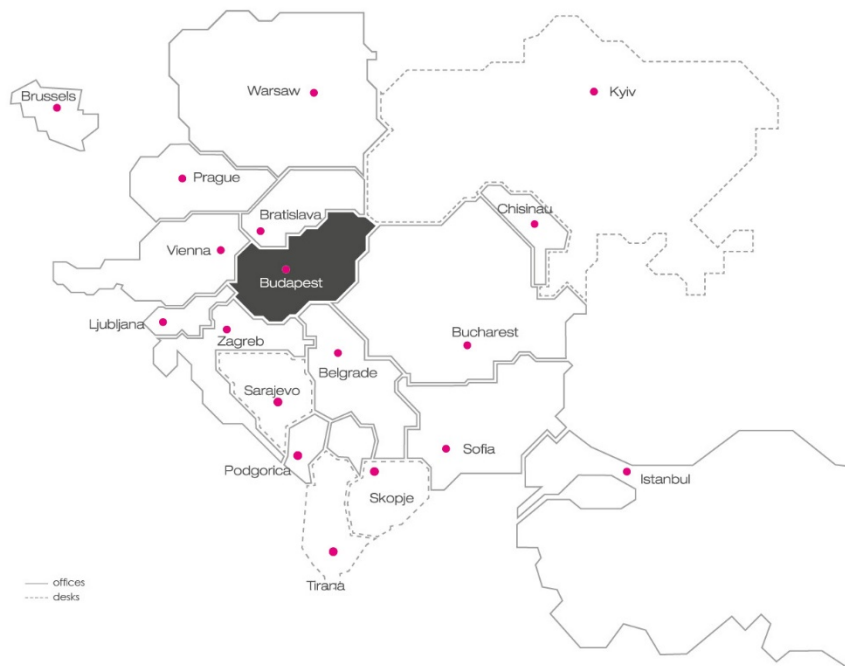 Warsaw
Kyiv
Brussels
Prague
Chisinau
Bratislava
Vienna
Budapest
Ljubljana
Zagreb
Bucharest
Belgrade
Sarajevo
Sofia
Podgorica
Istanbul
Skopje
Tirana
offices
desks